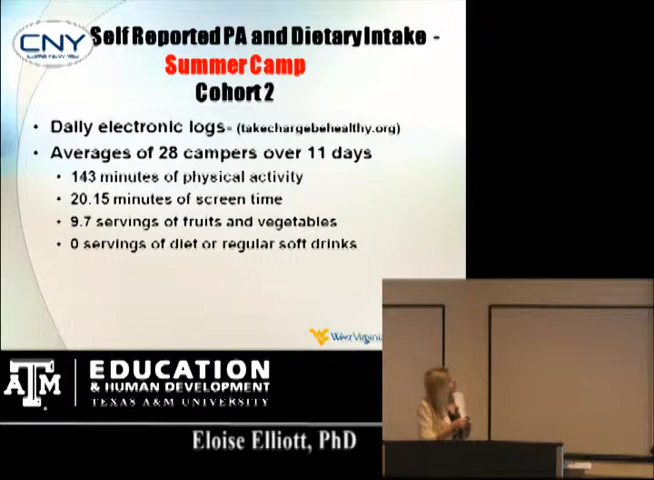 CNY
Self Reported PA and Dietary Intake -
Summer Camp
Cohort 2
• Daily electronic logs- (takechargebehealthy.org)
• Averages of 28 campers over 11 days
• 143 minutes of physical activity
• 20.15 minutes of screen time
• 9.7 servings of fruits and vegetables
• 0 servings of diet or regular soft drinks
West Virginia
ATM
EDUCATION
& HUMAN DEVELOPMENT
TEXAS A&M UNIVERSITY
Eloise Elliott, PhD